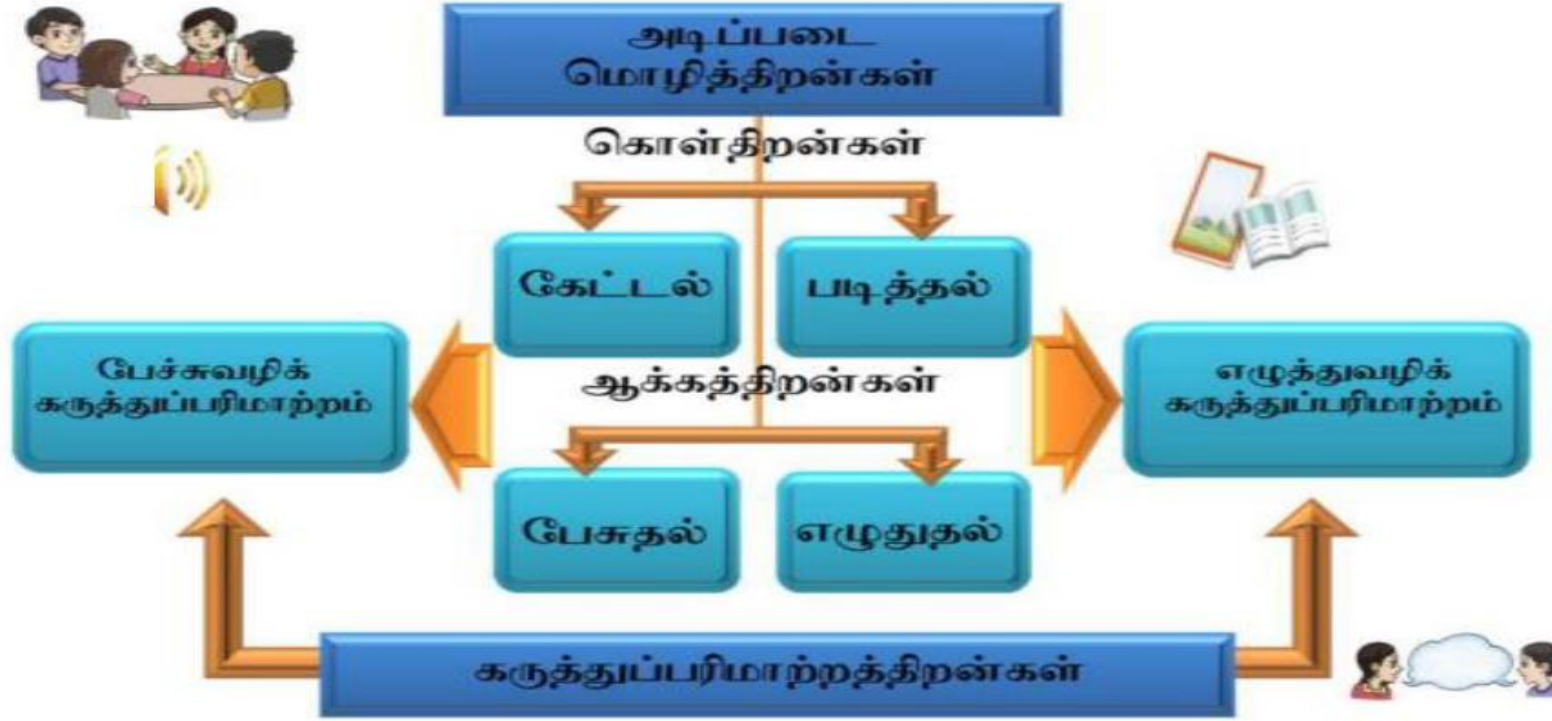 அடிப்படை
மொழித்திறன்கள்
கொள்திறன்கள்
கேட்டல்
படித்தல்
பேச்சுவழிக்
கருத்துப்பரிமாற்றம்
ஆக்கத்திறன்கள்
எழுத்துவழிக்
கருத்துப்பரிமாற்றம்
பேசுதல்
எழுதுதல்
கருத்துப்பரிமாற்றத்திறன்கள்